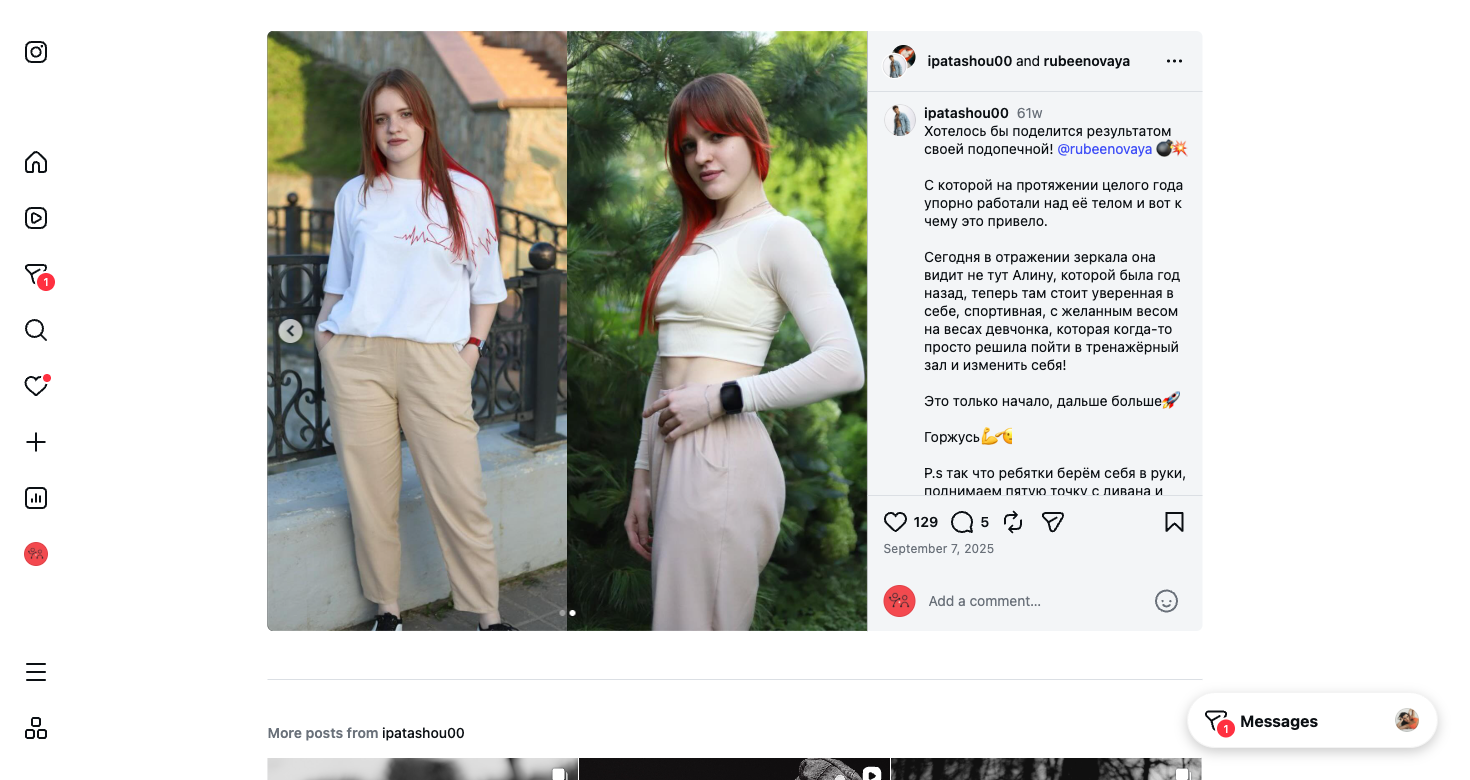 ipatashou00 and rubeenovaya
ipatashou00 61w
Хотелось бы поделится результатом
своей подопечной! @rubeenovaya 💣💥
С которой на протяжении целого года
упорно работали над её телом и вот к
чему это привело.
Сегодня в отражении зеркала она
видит не тут Алину, которой была год
назад, теперь там стоит уверенная в
себе, спортивная, с желанным весом
на весах девчонка, которая когда-то
просто решила пойти в тренажёрный
зал и изменить себя!
Это только начало, дальше больше🚀
Горжусь💪🫡
P.s так что ребятки берём себя в руки,
поднимаем пятую точку с дивана и
129 5
September 7, 2025
Add a comment...
1
More posts from ipatashou00
1 Messages